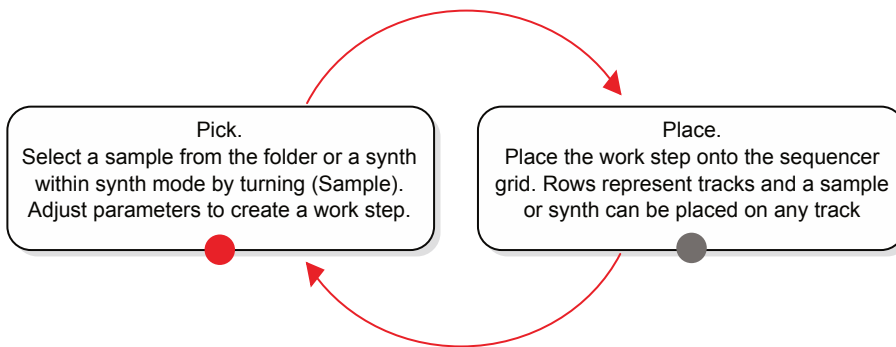 Pick.
Select a sample from the folder or a synth
within synth mode by turning (Sample).
Adjust parameters to create a work step.
Place.
Place the work step onto the sequencer
grid. Rows represent tracks and a sample
or synth can be placed on any track